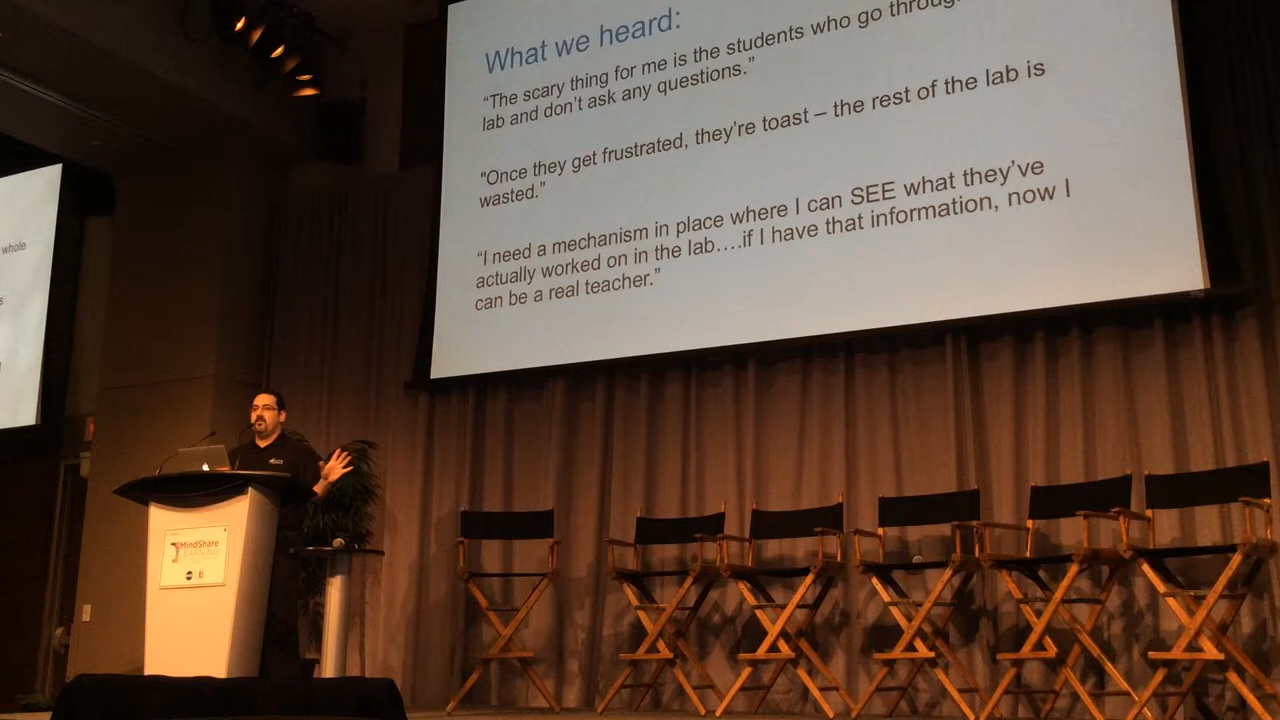 What we heard:
“The scary thing for me is the students who go through
lab and don’t ask any questions.”
“Once they get frustrated, they’re toast – the rest of the lab is
wasted.”
“I need a mechanism in place where I can SEE what they’ve
actually worked on in the lab….if I have that information, now I
can be a real teacher.”
whole
s
MindShare
LEARNING